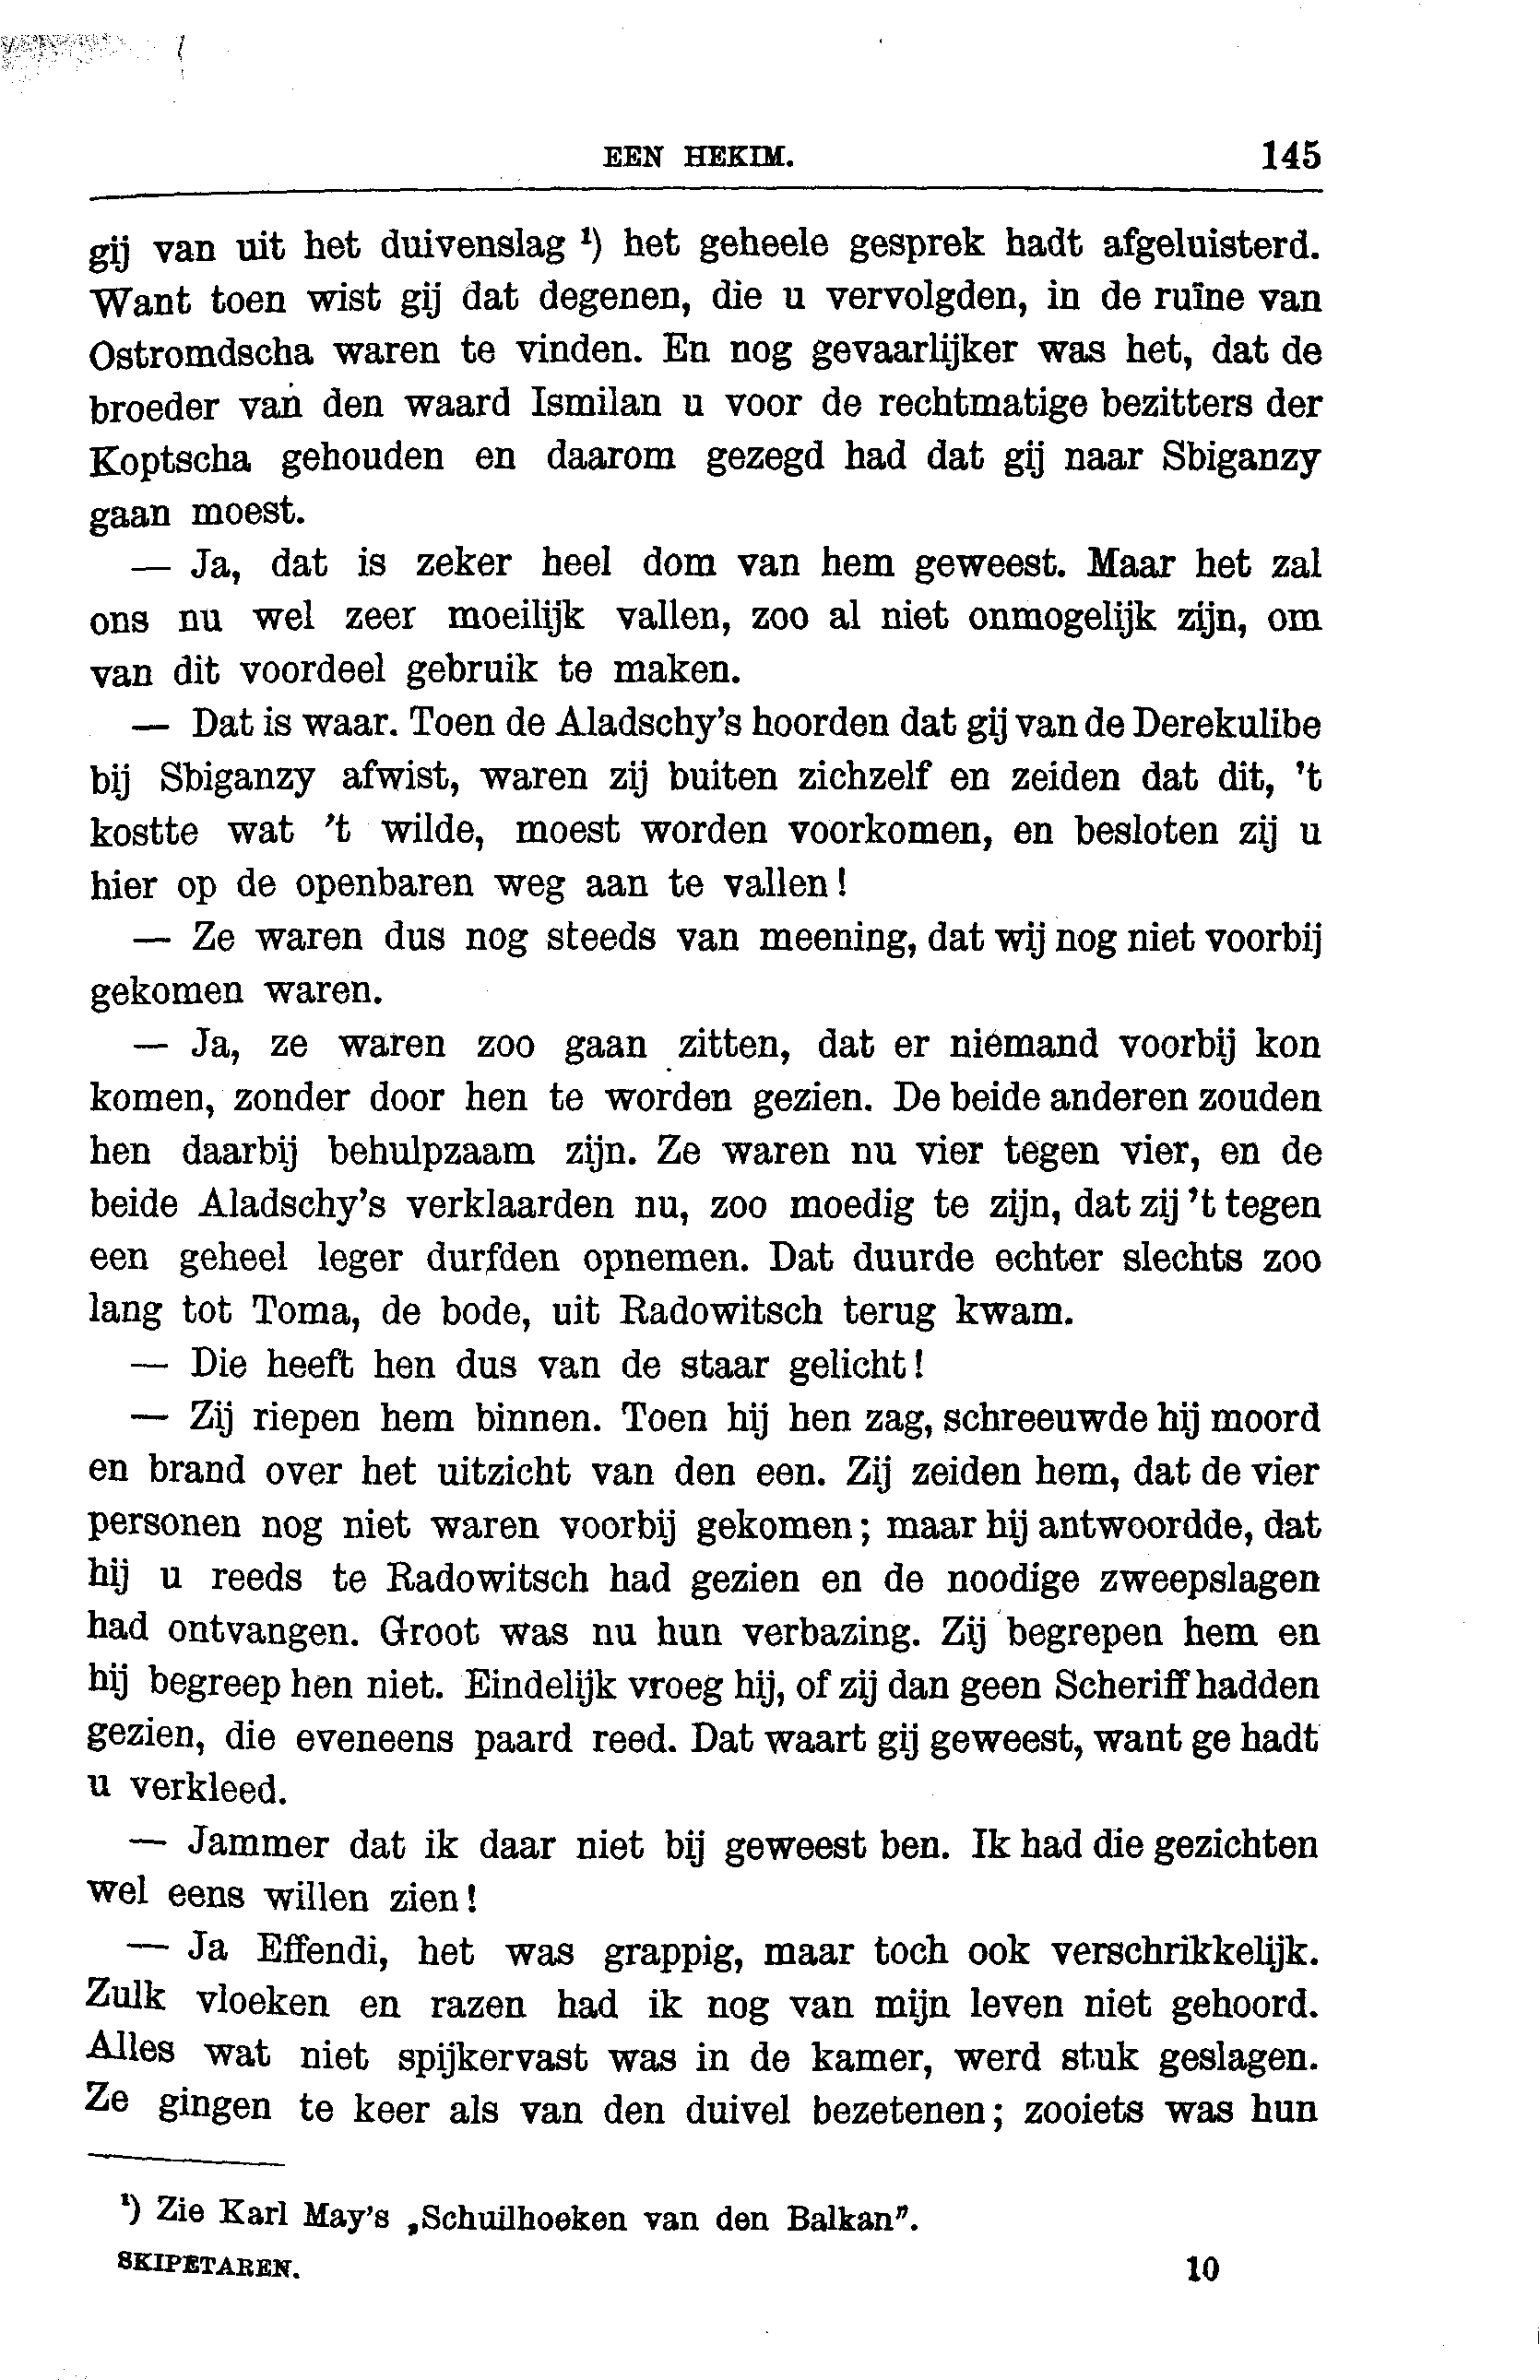 EEN HEKIM. 145
gij van uit het duivenslag ¹) het geheele gesprek hadt afgeluisterd.
Want toen wist gij dat degenen, die u vervolgden, in de ruïne van
Ostromdscha waren te vinden. En nog gevaarlijker was het, dat de
broeder van den waard Ismilan u voor de rechtmatige bezitters der
Koptscha gehouden en daarom gezegd had dat gij naar Sbiganzy
gaan moest.
— Ja, dat is zeker heel dom van hem geweest. Maar het zal
ons nu wel zeer moeilijk vallen, zoo al niet onmogelijk zijn, om
van dit voordeel gebruik te maken.
— Dat is waar. Toen de Aladschy's hoorden dat gij van de Derekulibe
bij Sbiganzy afwist, waren zij buiten zichzelf en zeiden dat dit, 't
kostte wat 't wilde, moest worden voorkomen, en besloten zij u
hier op de openbaren weg aan te vallen!
— Ze waren dus nog steeds van meening, dat wij nog niet voorbij
gekomen waren.
— Ja, ze waren zoo gaan zitten, dat er niemand voorbij kon
komen, zonder door hen te worden gezien. De beide anderen zouden
hen daarbij behulpzaam zijn. Ze waren nu vier tegen vier, en de
beide Aladschy's verklaarden nu, zoo moedig te zijn, dat zij 't tegen
een geheel leger durfden opnemen. Dat duurde echter slechts zoo
lang tot Toma, de bode, uit Radowitsch terug kwam.
— Die heeft hen dus van de staar gelicht!
— Zij riepen hem binnen. Toen hij hen zag, schreeuwde hij moord
en brand over het uitzicht van den een. Zij zeiden hem, dat de vier
personen nog niet waren voorbij gekomen; maar hij antwoordde, dat
hij u reeds te Radowitsch had gezien en de noodige zweepslagen
had ontvangen. Groot was nu hun verbazing. Zij begrepen hem en
hij begreep hen niet. Eindelijk vroeg hij, of zij dan geen Scheriff hadden
gezien, die eveneens paard reed. Dat waart gij geweest, want ge hadt
u verkleed.
— Jammer dat ik daar niet bij geweest ben. Ik had die gezichten
wel eens willen zien!
— Ja Effendi, het was grappig, maar toch ook verschrikkelijk.
Zulk vloeken en razen had ik nog van mijn leven niet gehoord.
Alles wat niet spijkervast was in de kamer, werd stuk geslagen.
Ze gingen te keer als van den duivel bezetenen; zooiets was hun
¹) Zie Karl May's „Schuilhoeken van den Balkan".
SKIPETAREN. 10